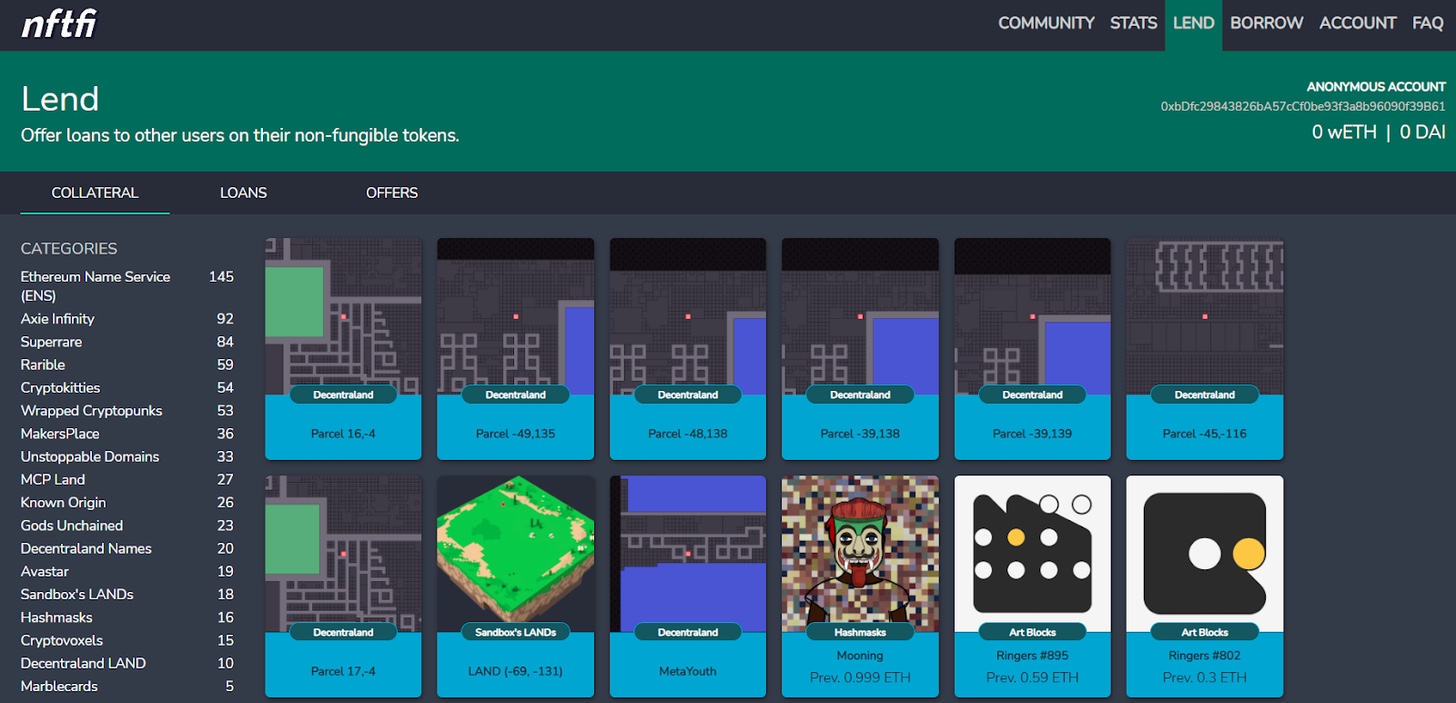 nftfi
COMMUNITY STATS LEND BORROW ACCOUNT FAQ
Lend
Offer loans to other users on their non-fungible tokens.
ANONYMOUS ACCOUNT
0xbDfc29843826bA57cCf0be93f3a8b96090f39B61
0 wETH | 0 DAI
COLLATERAL LOANS OFFERS
CATEGORIES
Ethereum Name Service (ENS) 145
Axie Infinity 92
Superrare 84
Rarible 59
Cryptokitties 54
Wrapped Cryptopunks 53
MakersPlace 36
Unstoppable Domains 33
MCP Land 27
Known Origin 26
Gods Unchained 23
Decentraland Names 20
Avastar 19
Sandbox's LANDs 18
Hashmasks 16
Cryptovoxels 15
Decentraland LAND 10
Marblecards 5
Decentraland
Parcel 16,-4
Decentraland
Parcel -49,135
Decentraland
Parcel -48,138
Decentraland
Parcel -39,138
Decentraland
Parcel -39,139
Decentraland
Parcel -45,-116
Decentraland
Parcel 17,-4
Sandbox's LANDs
LAND (-69, -131)
Decentraland
MetaYouth
Hashmasks
Mooning
Prev. 0.999 ETH
Art Blocks
Ringers #895
Prev. 0.59 ETH
Art Blocks
Ringers #802
Prev. 0.3 ETH